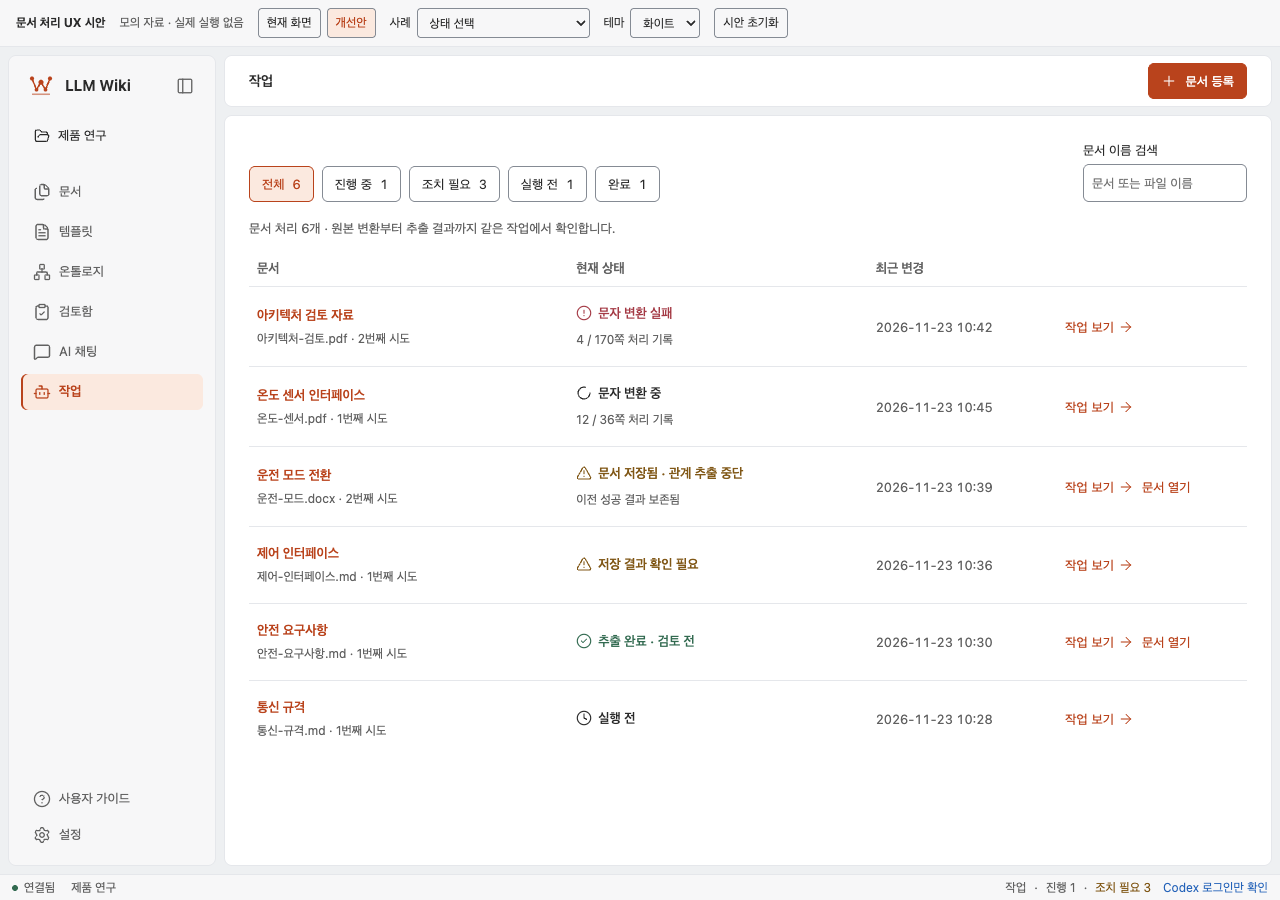 문서 처리 UX 시안 모의 자료 · 실제 실행 없음 현재 화면 개선안 사례 상태 선택 테마 화이트 시안 초기화
LLM Wiki
제품 연구
문서
템플릿
온톨로지
검토함
AI 채팅
작업
사용자 가이드
설정
작업
문서 등록
전체 6 진행 중 1 조치 필요 3 실행 전 1 완료 1
문서 이름 검색
문서 또는 파일 이름
문서 처리 6개 · 원본 변환부터 추출 결과까지 같은 작업에서 확인합니다.
문서 현재 상태 최근 변경
아키텍처 검토 자료
아키텍처-검토.pdf · 2번째 시도
문자 변환 실패
4 / 170쪽 처리 기록
2026-11-23 10:42
작업 보기
온도 센서 인터페이스
온도-센서.pdf · 1번째 시도
문자 변환 중
12 / 36쪽 처리 기록
2026-11-23 10:45
작업 보기
운전 모드 전환
운전-모드.docx · 2번째 시도
문서 저장됨 · 관계 추출 중단
이전 성공 결과 보존됨
2026-11-23 10:39
작업 보기 문서 열기
제어 인터페이스
제어-인터페이스.md · 1번째 시도
저장 결과 확인 필요
2026-11-23 10:36
작업 보기
안전 요구사항
안전-요구사항.md · 1번째 시도
추출 완료 · 검토 전
2026-11-23 10:30
작업 보기 문서 열기
통신 규격
통신-규격.md · 1번째 시도
실행 전
2026-11-23 10:28
작업 보기
연결됨 제품 연구
작업 · 진행 1 · 조치 필요 3 Codex 로그인만 확인